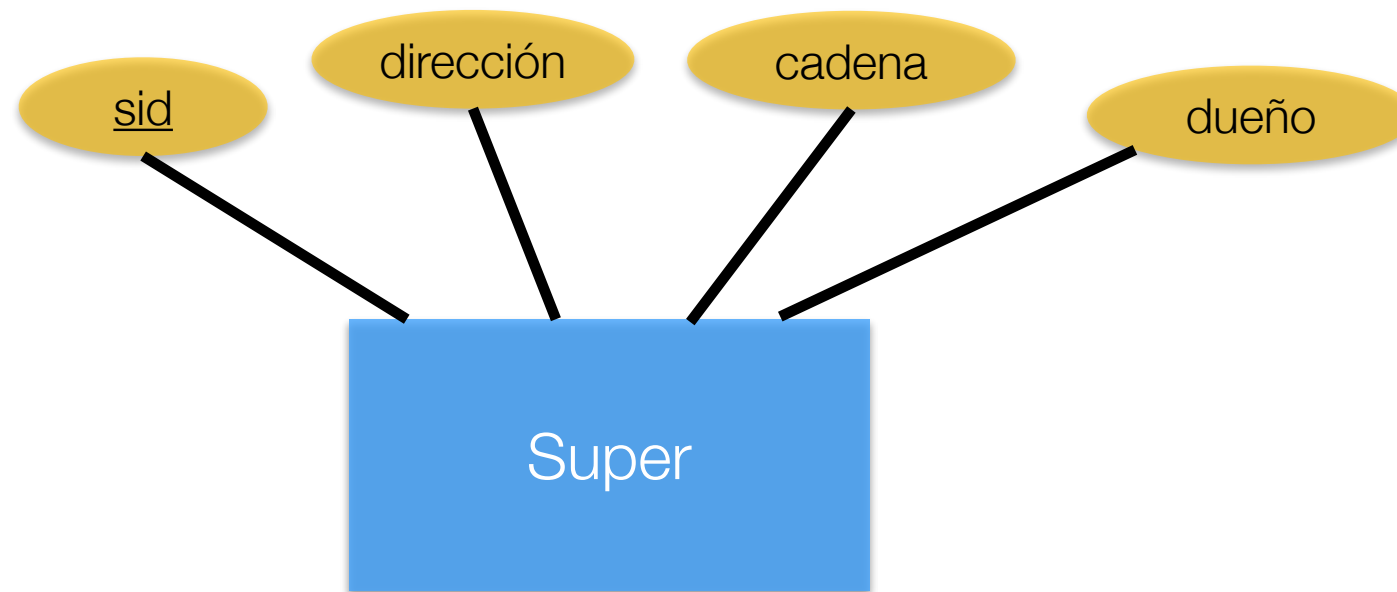 sid
dirección
cadena
dueño
Super